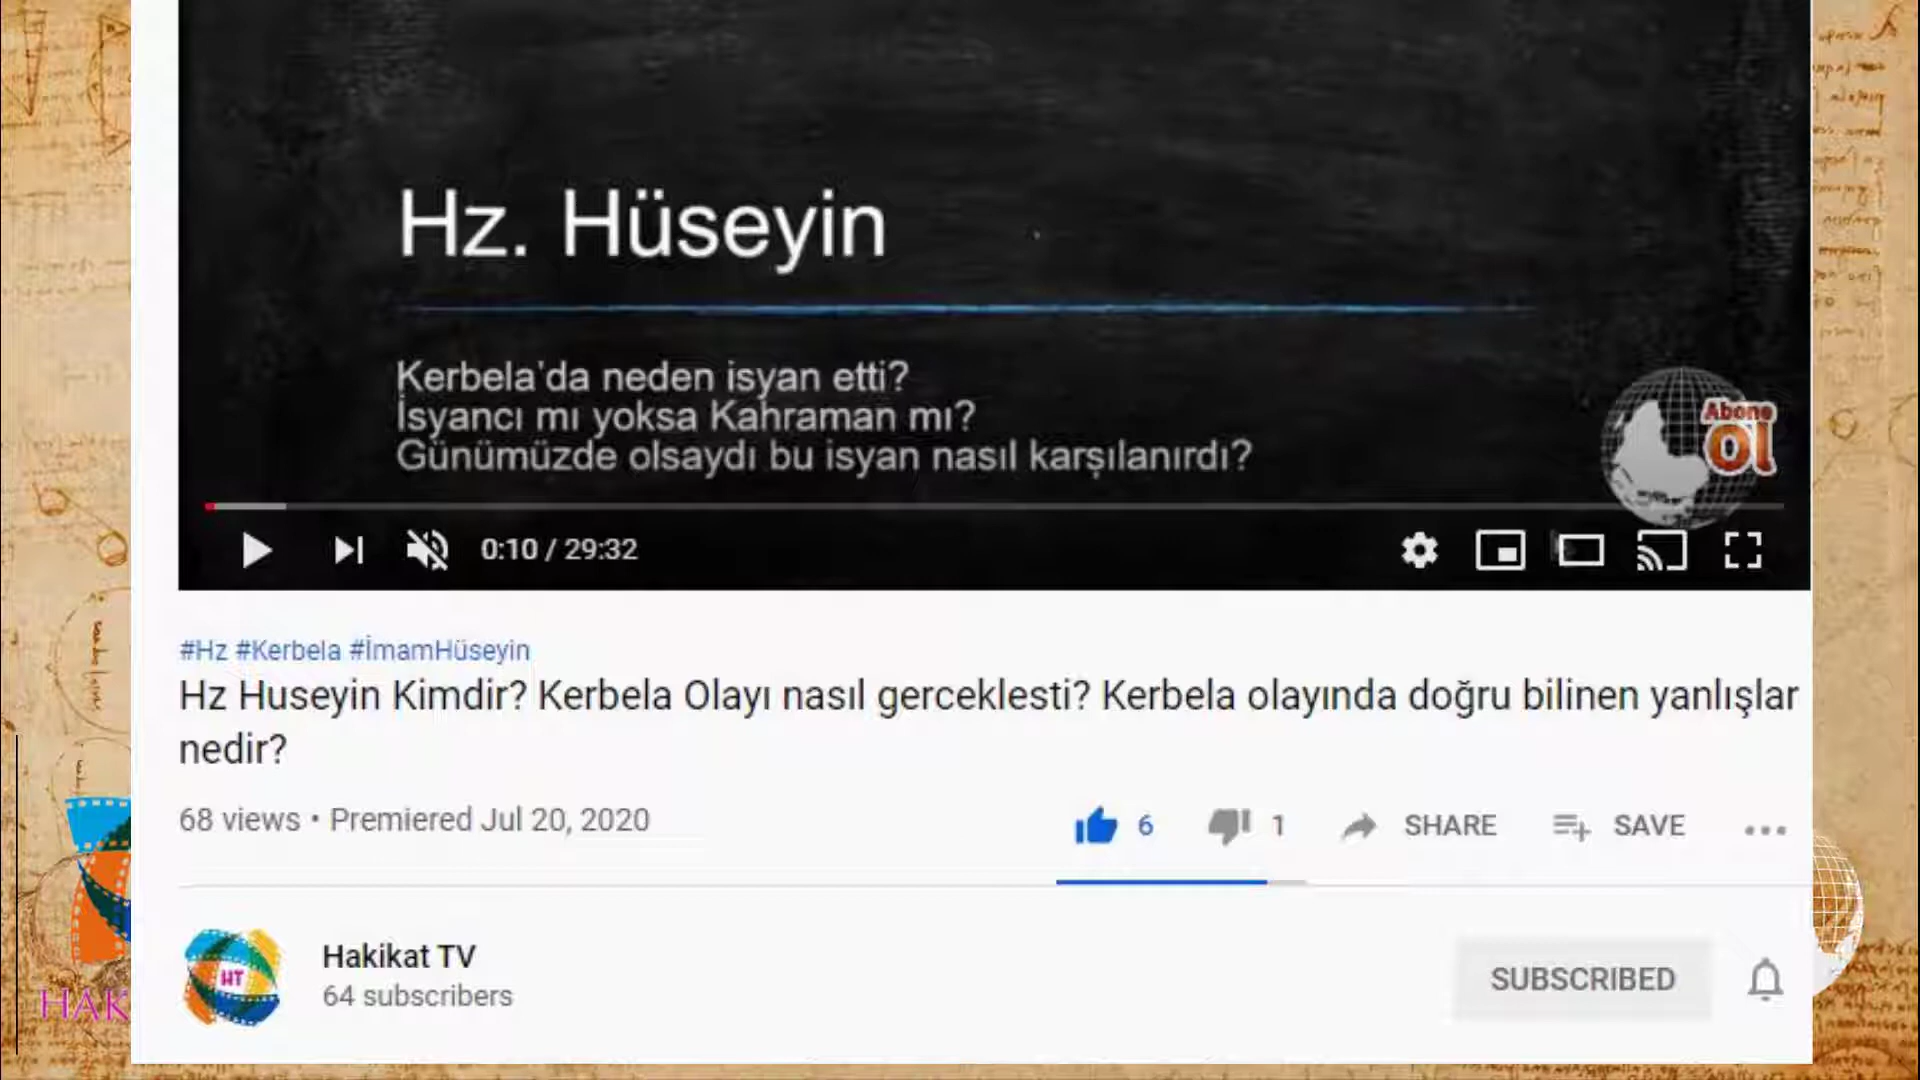 Hz. Hüseyin
Kerbela'da neden isyan etti?
İsyancı mı yoksa Kahraman mı?
Günümüzde olsaydı bu isyan nasıl karşılanırdı?
Abone
Ol
0:10 / 29:32
#Hz #Kerbela #İmamHüseyin
Hz Huseyin Kimdir? Kerbela Olayı nasıl gerceklesti? Kerbela olayında doğru bilinen yanlışlar
nedir?
68 views • Premiered Jul 20, 2020
6 1 SHARE SAVE
HT
Hakikat TV
64 subscribers
SUBSCRIBED
HAK